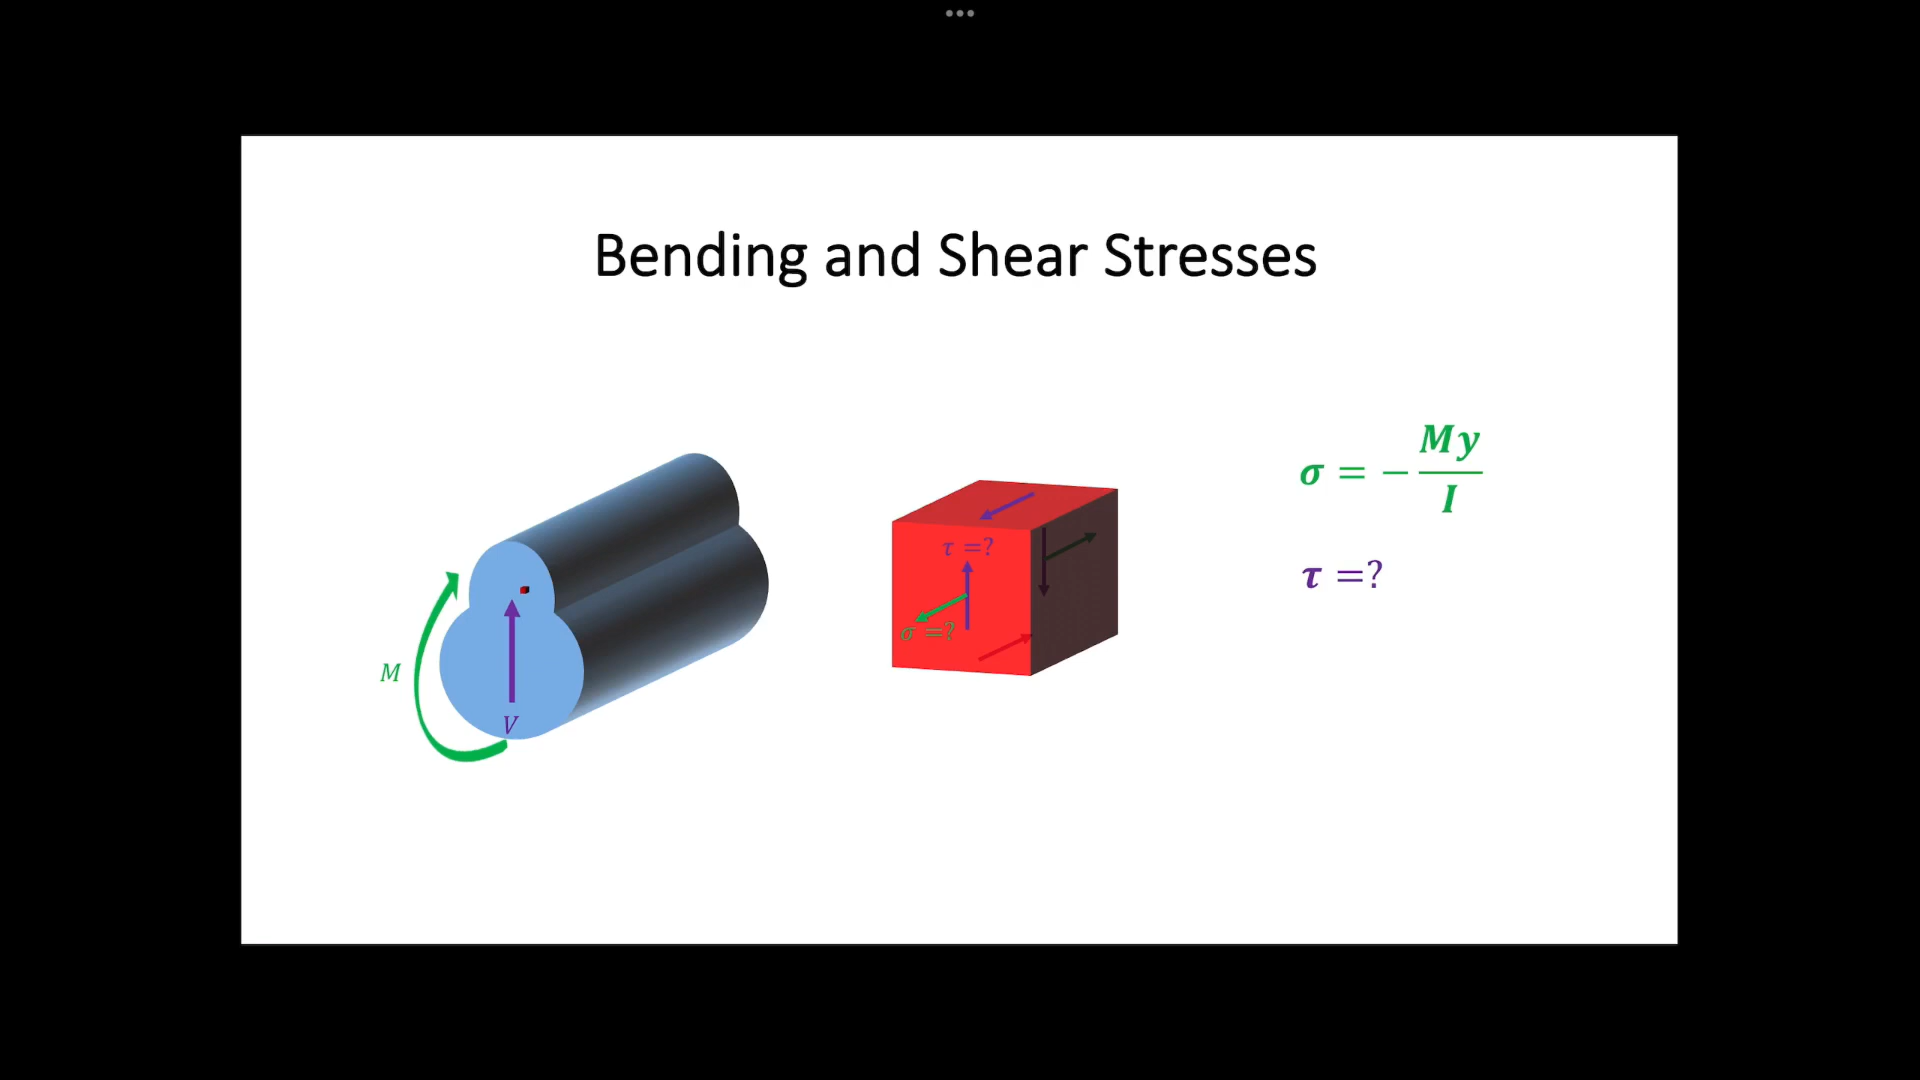 Bending and Shear Stresses
M
V
τ =?
σ =?
σ = − My / I
τ =?